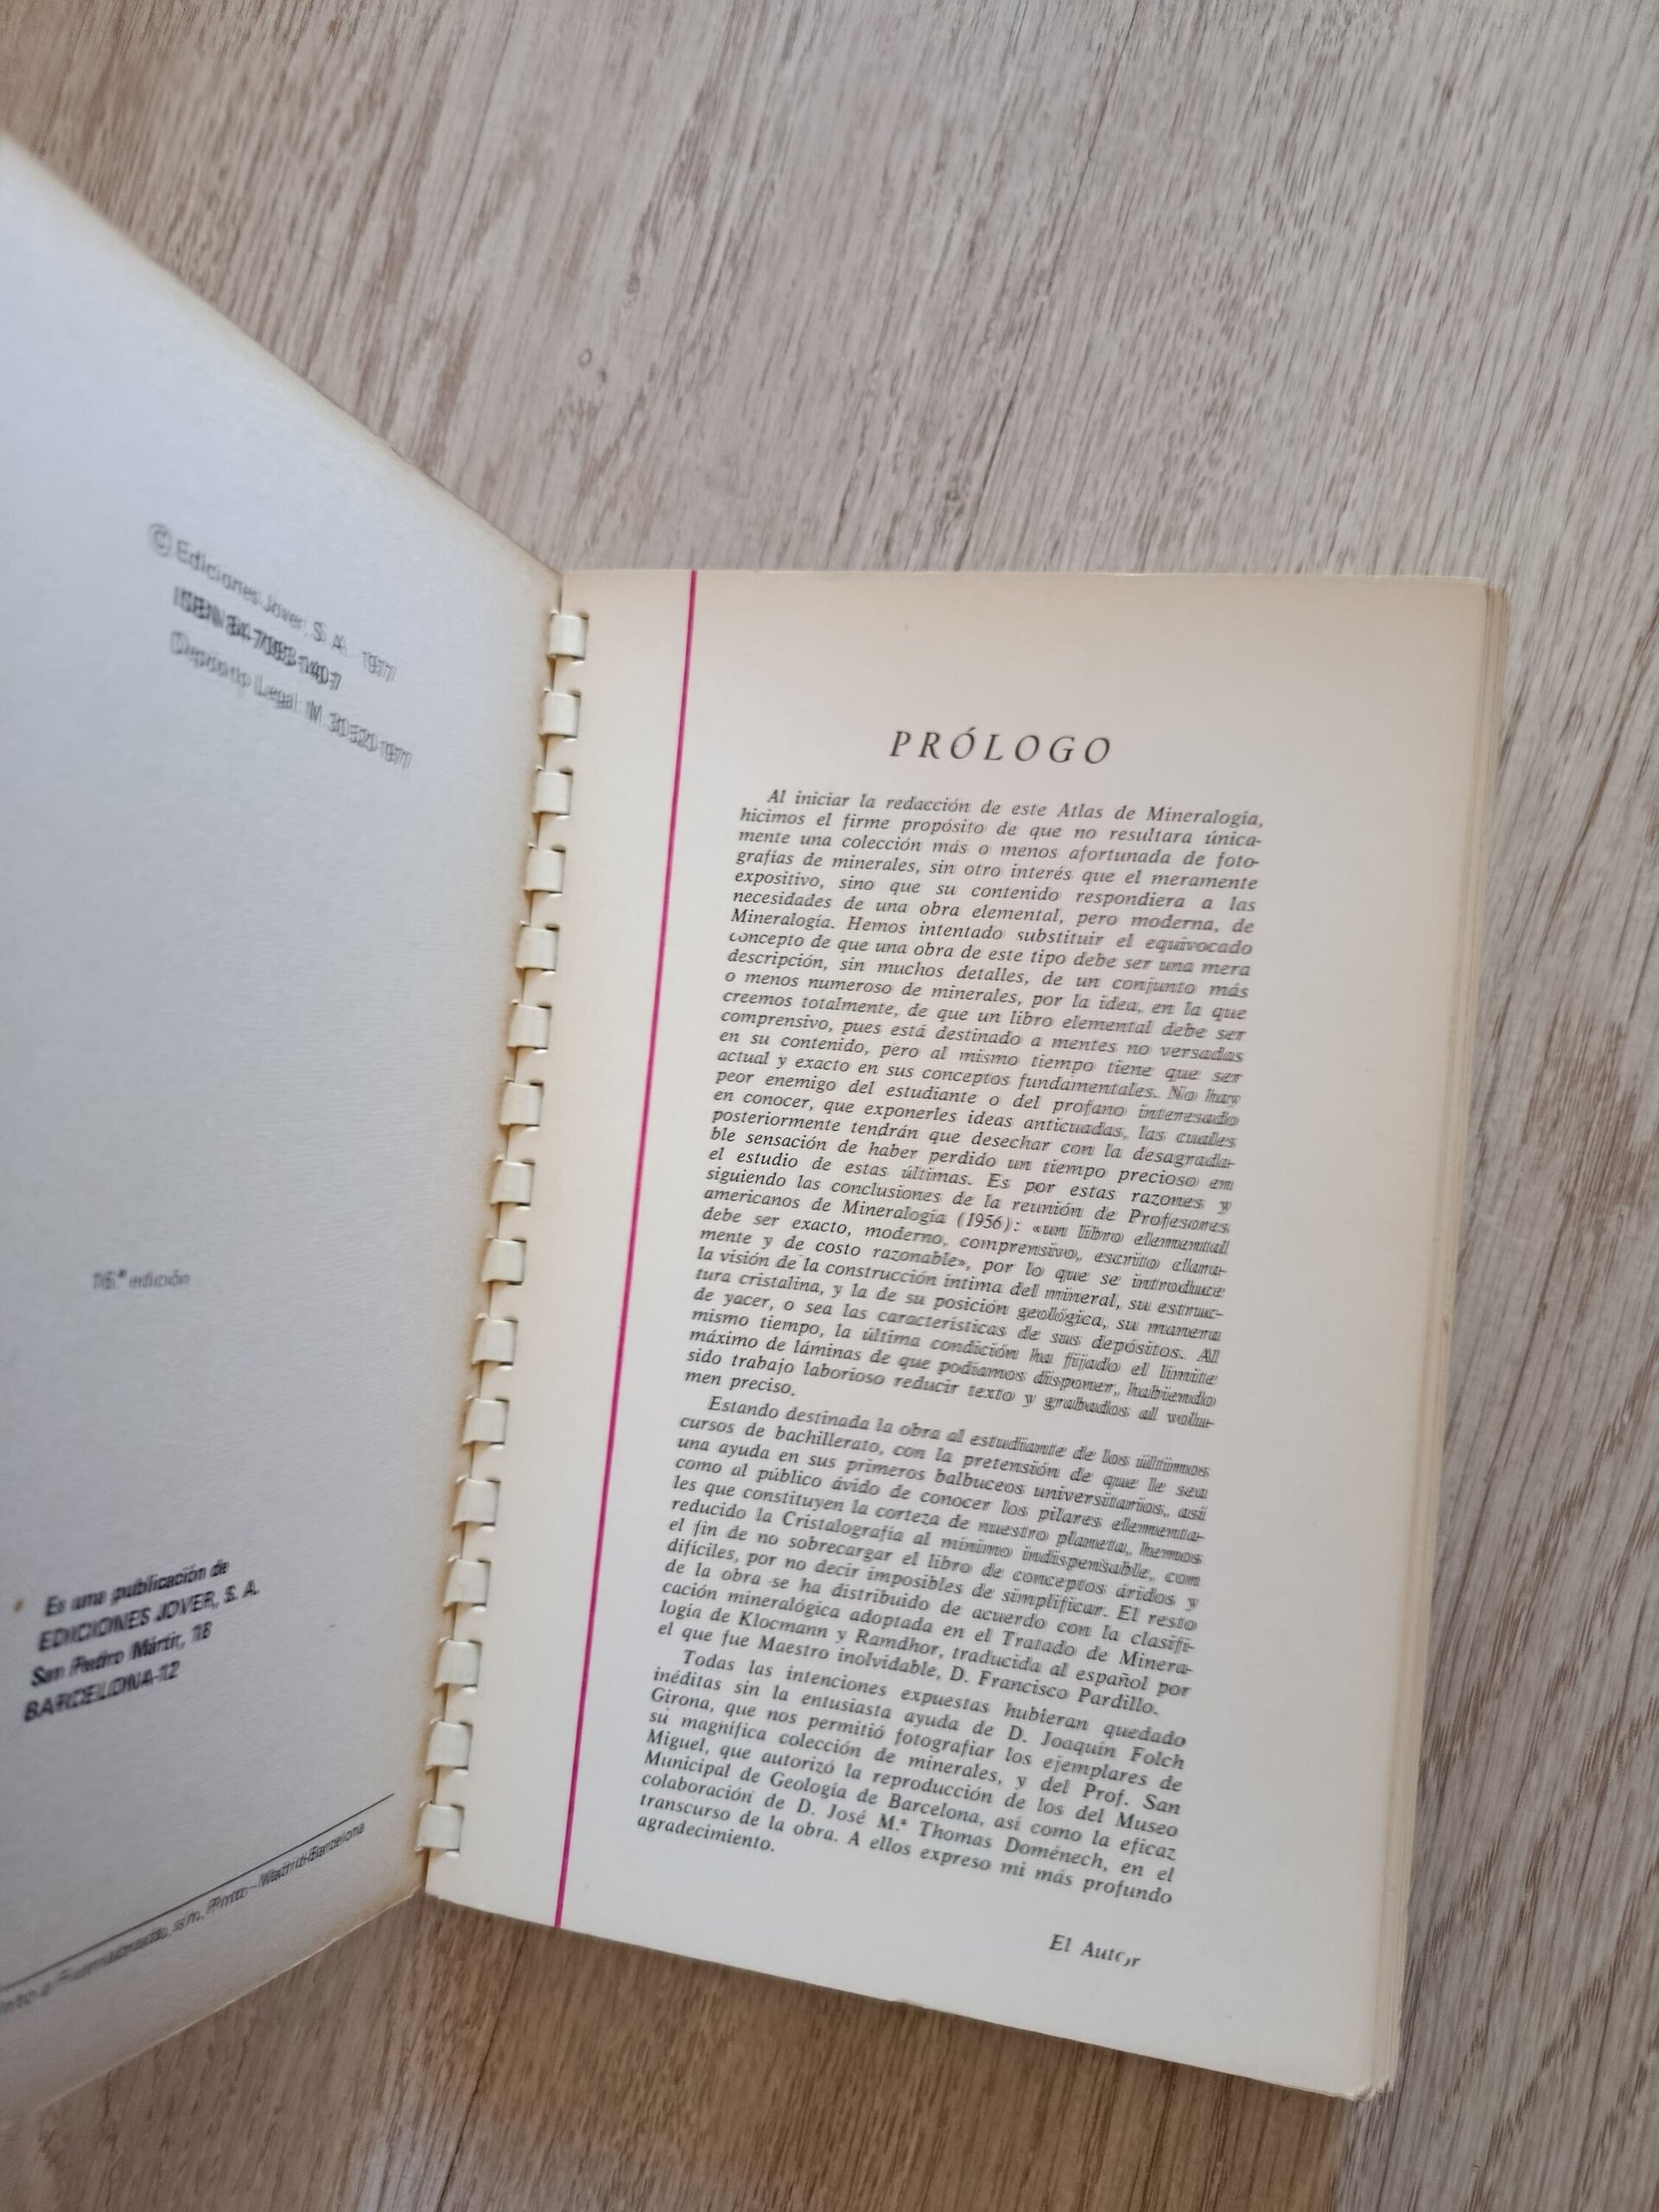 © Ediciones Jover. S. A. 1977
ISBN 84-7093-140-7
Depósito Legal: M. 30.520-1977
16.ª edición
Es una publicación de
EDICIONES JOVER, S. A.
San Pedro Mártir, 18
BARCELONA-12
Pinto - Madrid-Barcelona
PRÓLOGO
Al iniciar la redacción de este Atlas de Mineralogía,
hicimos el firme propósito de que no resultara única-
mente una colección más o menos afortunada de foto-
grafías de minerales, sin otro interés que el meramente
expositivo, sino que su contenido respondiera a las
necesidades de una obra elemental, pero moderna, de
Mineralogía. Hemos intentado substituir el equivocado
concepto de que una obra de este tipo debe ser una mera
descripción, sin muchos detalles, de un conjunto más
o menos numeroso de minerales, por la idea, en la que
creemos totalmente, de que un libro elemental debe ser
comprensivo, pues está destinado a mentes no versadas
en su contenido, pero al mismo tiempo tiene que ser
actual y exacto en sus conceptos fundamentales. No hay
peor enemigo del estudiante o del profano interesado
en conocer, que exponerles ideas anticuadas, las cuales
posteriormente tendrán que desechar con la desagrada-
ble sensación de haber perdido un tiempo precioso en
el estudio de estas últimas. Es por estas razones y
siguiendo las conclusiones de la reunión de Profesores
americanos de Mineralogía (1956): «un libro elemental
debe ser exacto, moderno, comprensivo, escrito clara-
mente y de costo razonable», por lo que se introduce
la visión de la construcción íntima del mineral, su estruc-
tura cristalina, y la de su posición geológica, su manera
de yacer, o sea las características de sus depósitos. Al
mismo tiempo, la última condición ha fijado el límite
máximo de láminas de que podíamos disponer, habiendo
sido trabajo laborioso reducir texto y grabados al volu-
men preciso.
Estando destinada la obra al estudiante de los últimos
cursos de bachillerato, con la pretensión de que le sea
una ayuda en sus primeros balbuceos universitarios, así
como al público ávido de conocer los pilares elementa-
les que constituyen la corteza de nuestro planeta, hemos
reducido la Cristalografía al mínimo indispensable, con
el fin de no sobrecargar el libro de conceptos áridos y
difíciles, por no decir imposibles de simplificar. El resto
de la obra se ha distribuido de acuerdo con la clasifi-
cación mineralógica adoptada en el Tratado de Minera-
logía de Klocmann y Ramdhor, traducida al español por
el que fue Maestro inolvidable, D. Francisco Pardillo.
Todas las intenciones expuestas hubieran quedado
inéditas sin la entusiasta ayuda de D. Joaquín Folch
Girona, que nos permitió fotografiar los ejemplares de
su magnífica colección de minerales, y del Prof. San
Miguel, que autorizó la reproducción de los del Museo
Municipal de Geología de Barcelona, así como la eficaz
colaboración de D. José M.ª Thomas Doménech, en el
transcurso de la obra. A ellos expreso mi más profundo
agradecimiento.
El Autor